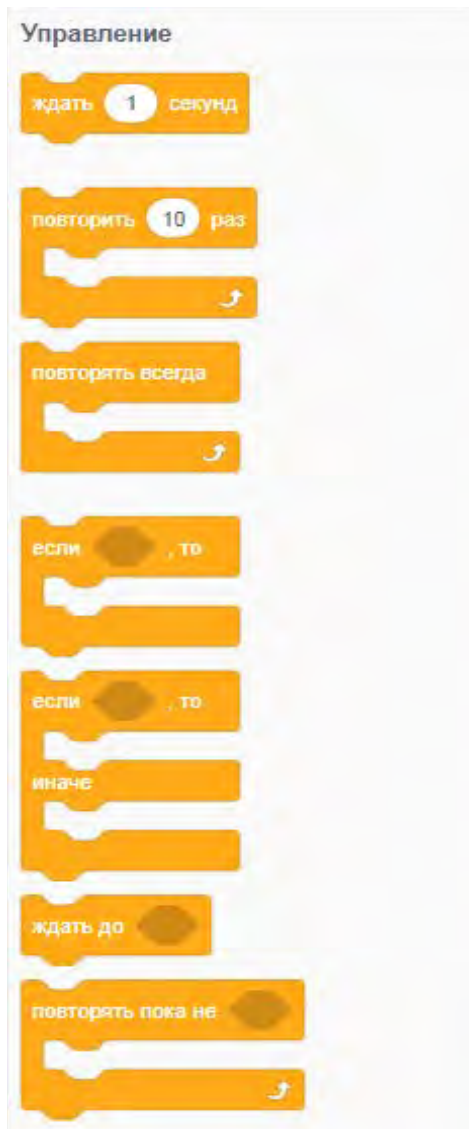 Управление
ждать 1 секунд
повторить 10 раз
повторять всегда
если , то
если , то
иначе
ждать до
повторять пока не